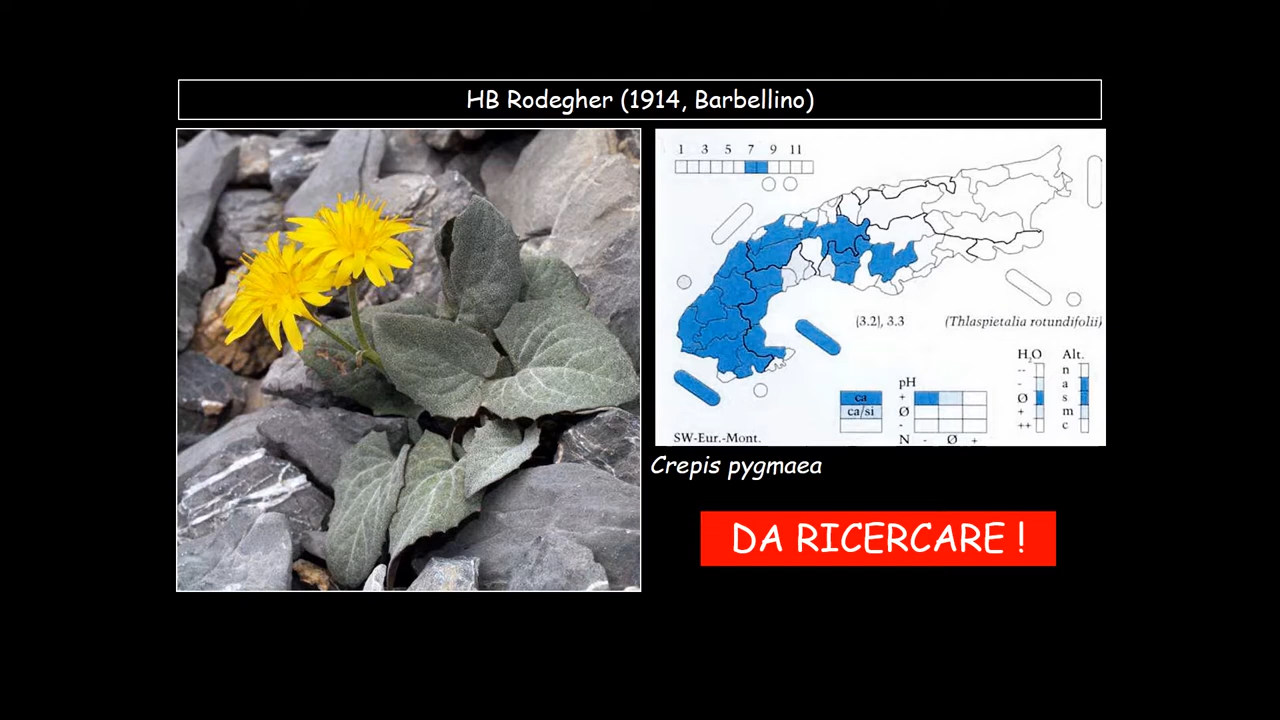 HB Rodegher (1914, Barbellino)
1 3 5 7 9 11
(3.2), 3.3 (Thlaspietalia rotundifolii)
H2O Alt.
-- n
- a
Ø s
+ m
++ c
pH
ca +
ca/si Ø
-
N - Ø +
SW-Eur.-Mont.
Crepis pygmaea
DA RICERCARE !